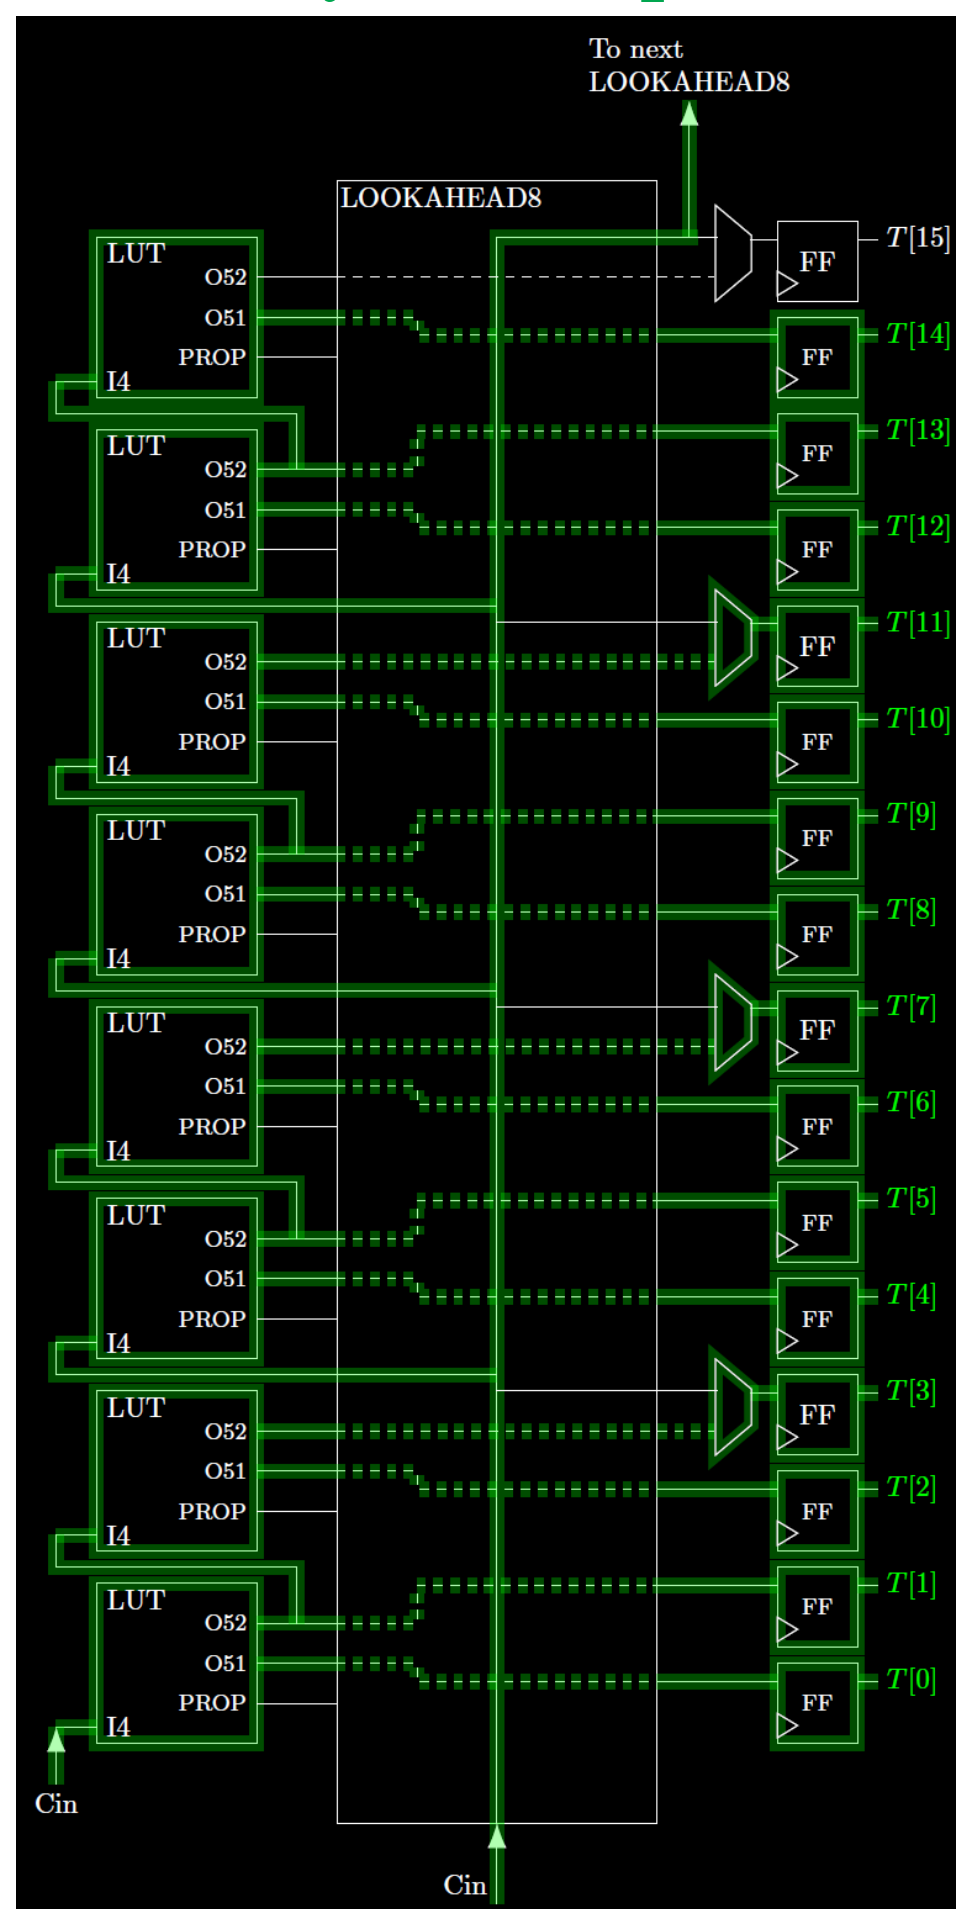 To next
LOOKAHEAD8
LOOKAHEAD8
LUT
O52
O51
PROP
I4
FF
T[15]
FF
T[14]
LUT
O52
O51
PROP
I4
FF
T[13]
FF
T[12]
LUT
O52
O51
PROP
I4
FF
T[11]
FF
T[10]
LUT
O52
O51
PROP
I4
FF
T[9]
FF
T[8]
LUT
O52
O51
PROP
I4
FF
T[7]
FF
T[6]
LUT
O52
O51
PROP
I4
FF
T[5]
FF
T[4]
LUT
O52
O51
PROP
I4
FF
T[3]
FF
T[2]
LUT
O52
O51
PROP
I4
FF
T[1]
FF
T[0]
Cin
Cin